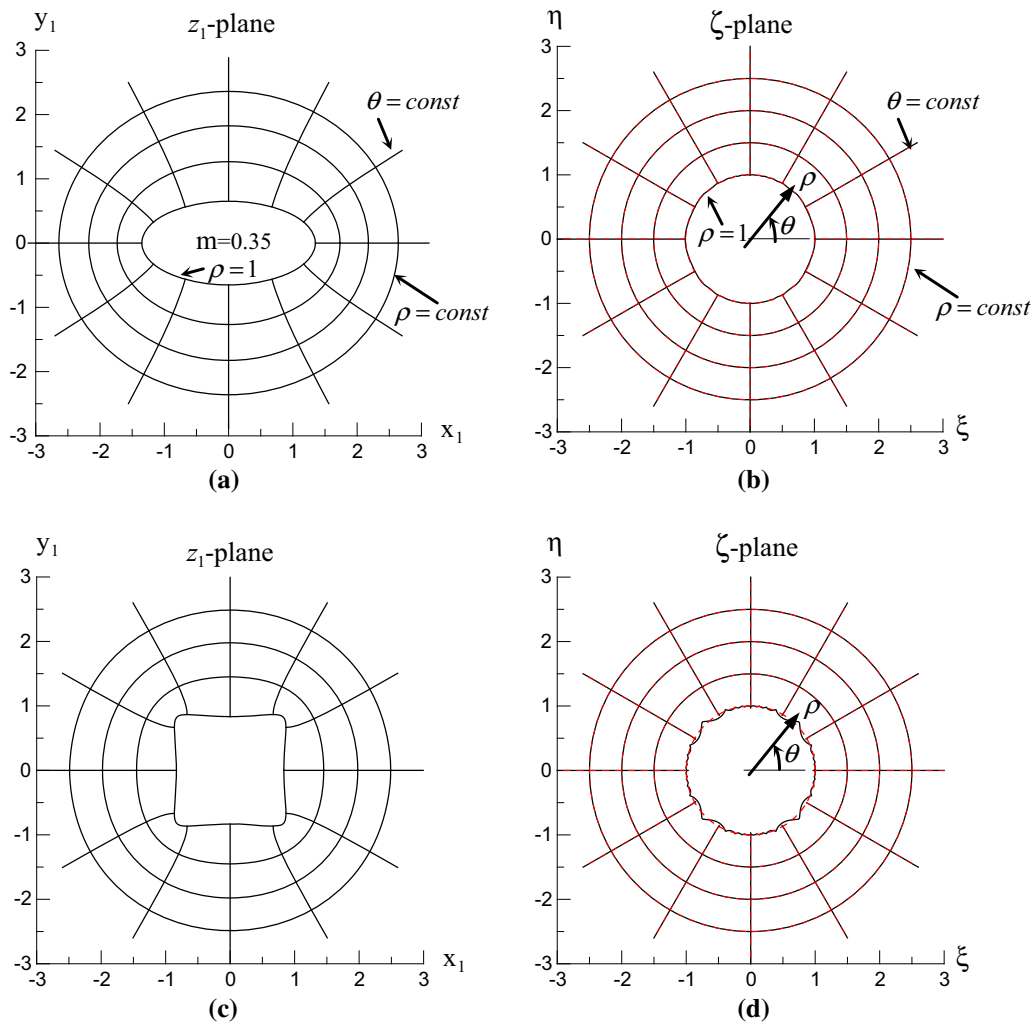 y₁
z₁-plane
3
2
1
0
-1
-2
-3
-3 -2 -1 0 1 2 3
x₁
θ = const
m=0.35
ρ = 1
ρ = const
(a)
η
ζ-plane
3
2
1
0
-1
-2
-3
-3 -2 -1 0 1 2 3
ξ
θ = const
ρ
ρ = 1
θ
ρ = const
(b)
y₁
z₁-plane
3
2
1
0
-1
-2
-3
-3 -2 -1 0 1 2 3
x₁
(c)
η
ζ-plane
3
2
1
0
-1
-2
-3
-3 -2 -1 0 1 2 3
ξ
ρ
θ
(d)